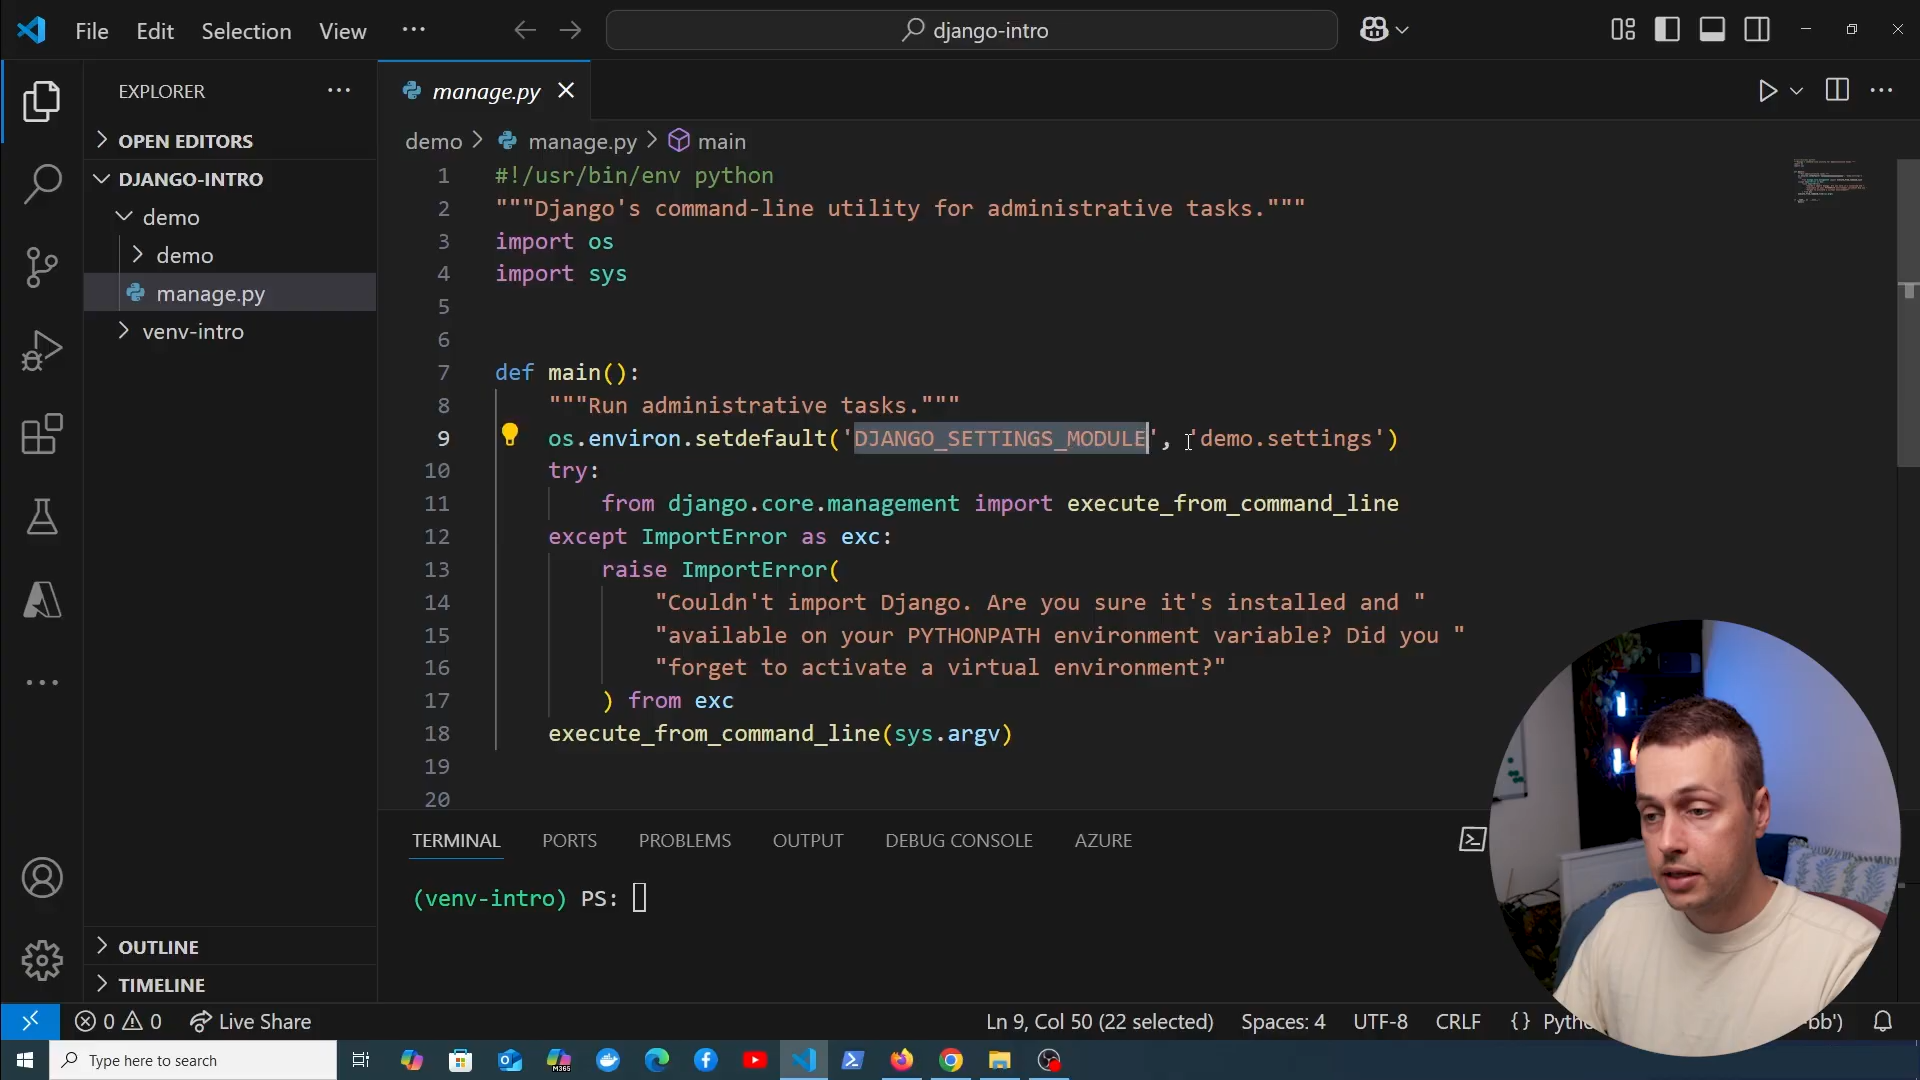 File Edit Selection View ···
django-intro
EXPLORER
OPEN EDITORS
DJANGO-INTRO
demo
demo
manage.py
venv-intro
OUTLINE
TIMELINE
manage.py
demo > manage.py > main
1 #!/usr/bin/env python
2 """Django's command-line utility for administrative tasks."""
3 import os
4 import sys
5
6
7 def main():
8 """Run administrative tasks."""
9 os.environ.setdefault('DJANGO_SETTINGS_MODULE', 'demo.settings')
10 try:
11 from django.core.management import execute_from_command_line
12 except ImportError as exc:
13 raise ImportError(
14 "Couldn't import Django. Are you sure it's installed and "
15 "available on your PYTHONPATH environment variable? Did you "
16 "forget to activate a virtual environment?"
17 ) from exc
18 execute_from_command_line(sys.argv)
19
20
TERMINAL PORTS PROBLEMS OUTPUT DEBUG CONSOLE AZURE
(venv-intro) PS:
0 0 Live Share Ln 9, Col 50 (22 selected) Spaces: 4 UTF-8 CRLF {}
Type here to search
M365